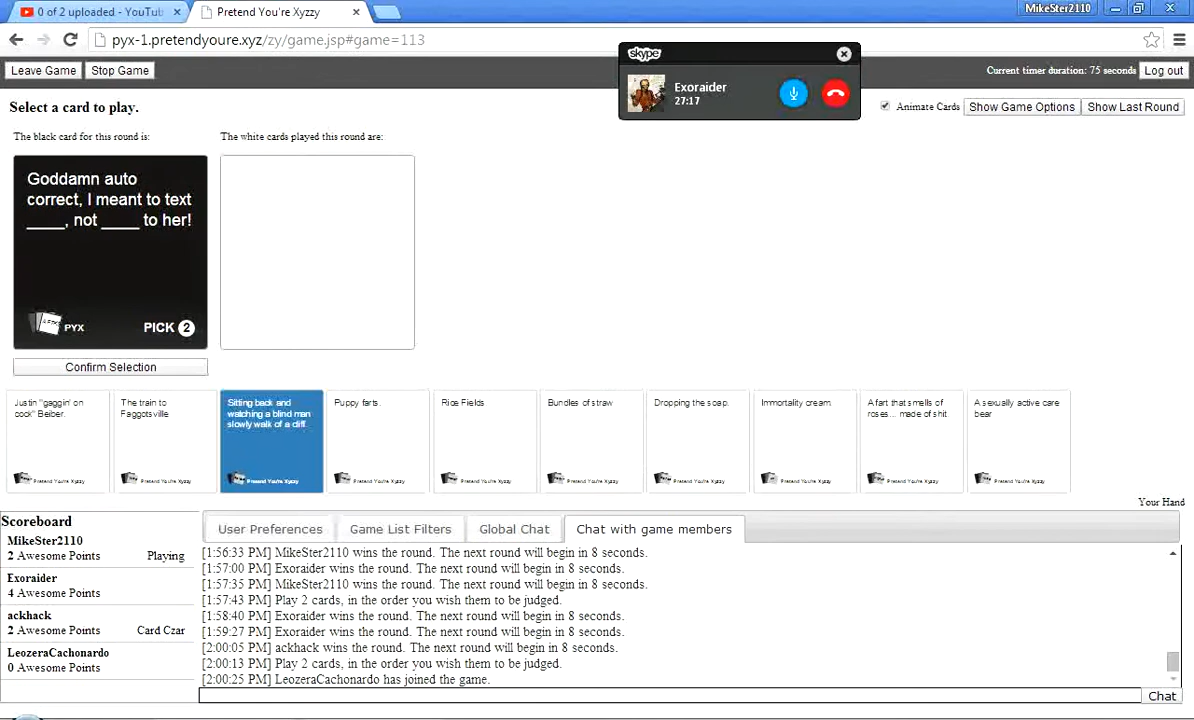 0 of 2 uploaded - YouTub
Pretend You're Xyzzy
MikeSter2110
pyx-1.pretendyoure.xyz/zy/game.jsp#game=113
Leave Game
Stop Game
skype
Exoraider
27:17
Current timer duration: 75 seconds
Log out
Select a card to play.
Animate Cards
Show Game Options
Show Last Round
The black card for this round is:
The white cards played this round are:
Goddamn auto
correct, I meant to text
____, not ____ to her!
PYX
PICK 2
Confirm Selection
Justin "gaggin' on
cock" Beiber.
Pretend You're Xyzzy
The train to
Faggotsville
Pretend You're Xyzzy
Sitting back and
watching a blind man
slowly walk of a cliff.
Pretend You're Xyzzy
Puppy farts.
Pretend You're Xyzzy
Rice Fields
Pretend You're Xyzzy
Bundles of straw
Pretend You're Xyzzy
Dropping the soap.
Pretend You're Xyzzy
Immortality cream.
Pretend You're Xyzzy
A fart that smells of
roses... made of shit
Pretend You're Xyzzy
A sexually active care
bear
Pretend You're Xyzzy
Your Hand
Scoreboard
MikeSter2110
2 Awesome Points Playing
Exoraider
4 Awesome Points
ackhack
2 Awesome Points Card Czar
LeozeraCachonardo
0 Awesome Points
User Preferences
Game List Filters
Global Chat
Chat with game members
[1:56:33 PM] MikeSter2110 wins the round. The next round will begin in 8 seconds.
[1:57:00 PM] Exoraider wins the round. The next round will begin in 8 seconds.
[1:57:35 PM] MikeSter2110 wins the round. The next round will begin in 8 seconds.
[1:57:43 PM] Play 2 cards, in the order you wish them to be judged.
[1:58:40 PM] Exoraider wins the round. The next round will begin in 8 seconds.
[1:59:27 PM] Exoraider wins the round. The next round will begin in 8 seconds.
[2:00:05 PM] ackhack wins the round. The next round will begin in 8 seconds.
[2:00:13 PM] Play 2 cards, in the order you wish them to be judged.
[2:00:25 PM] LeozeraCachonardo has joined the game.
Chat